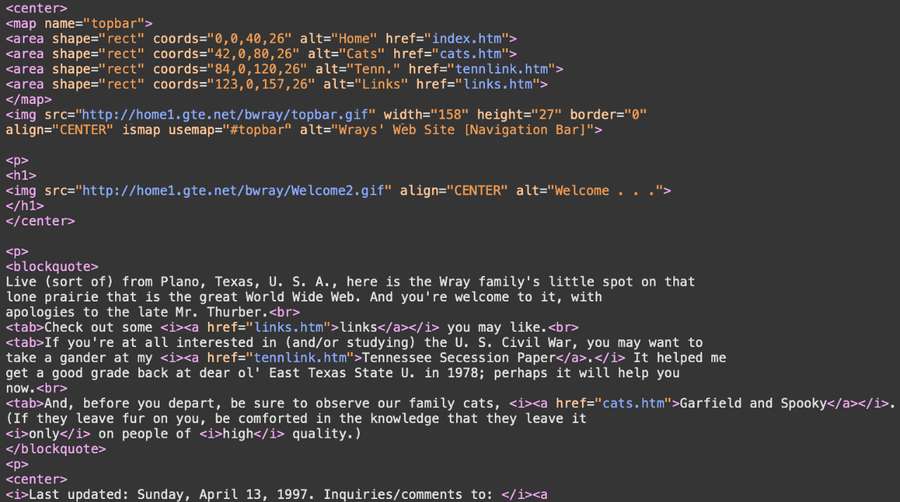 <center>
<map name="topbar">
<area shape="rect" coords="0,0,40,26" alt="Home" href="index.htm">
<area shape="rect" coords="42,0,80,26" alt="Cats" href="cats.htm">
<area shape="rect" coords="84,0,120,26" alt="Tenn." href="tennlink.htm">
<area shape="rect" coords="123,0,157,26" alt="Links" href="links.htm">
</map>
<img src="http://home1.gte.net/bwray/topbar.gif" width="158" height="27" border="0"
align="CENTER" ismap usemap="#topbar" alt="Wrays' Web Site [Navigation Bar]">
<p>
<h1>
<img src="http://home1.gte.net/bwray/Welcome2.gif" align="CENTER" alt="Welcome . . .">
</h1>
</center>
<p>
<blockquote>
Live (sort of) from Plano, Texas, U. S. A., here is the Wray family's little spot on that
lone prairie that is the great World Wide Web. And you're welcome to it, with
apologies to the late Mr. Thurber.<br>
<tab>Check out some <i><a href="links.htm">links</a></i> you may like.<br>
<tab>If you're at all interested in (and/or studying) the U. S. Civil War, you may want to
take a gander at my <i><a href="tennlink.htm">Tennessee Secession Paper</a>.</i> It helped me
get a good grade back at dear ol' East Texas State U. in 1978; perhaps it will help you
now.<br>
<tab>And, before you depart, be sure to observe our family cats, <i><a href="cats.htm">Garfield and Spooky</a></i>.
(If they leave fur on you, be comforted in the knowledge that they leave it
<i>only</i> on people of <i>high</i> quality.)
</blockquote>
<p>
<center>
<i>Last updated: Sunday, April 13, 1997. Inquiries/comments to: </i><a